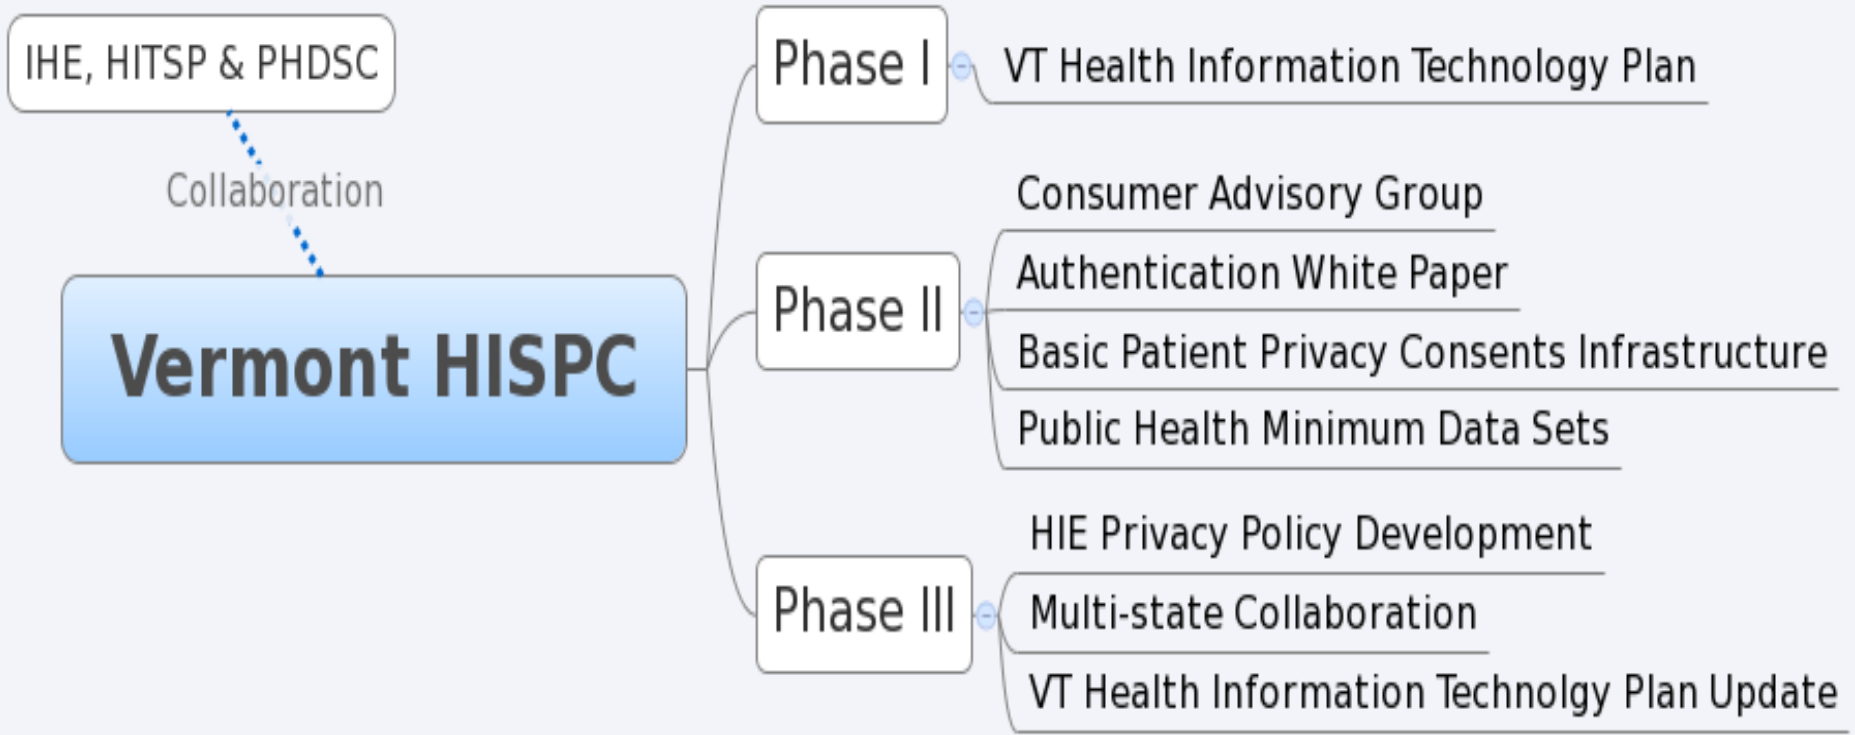 IHE, HITSP & PHDSC
Collaboration
Vermont HISPC
Phase I
VT Health Information Technology Plan
Phase II
Consumer Advisory Group
Authentication White Paper
Basic Patient Privacy Consents Infrastructure
Public Health Minimum Data Sets
Phase III
HIE Privacy Policy Development
Multi-state Collaboration
VT Health Information Technolgy Plan Update